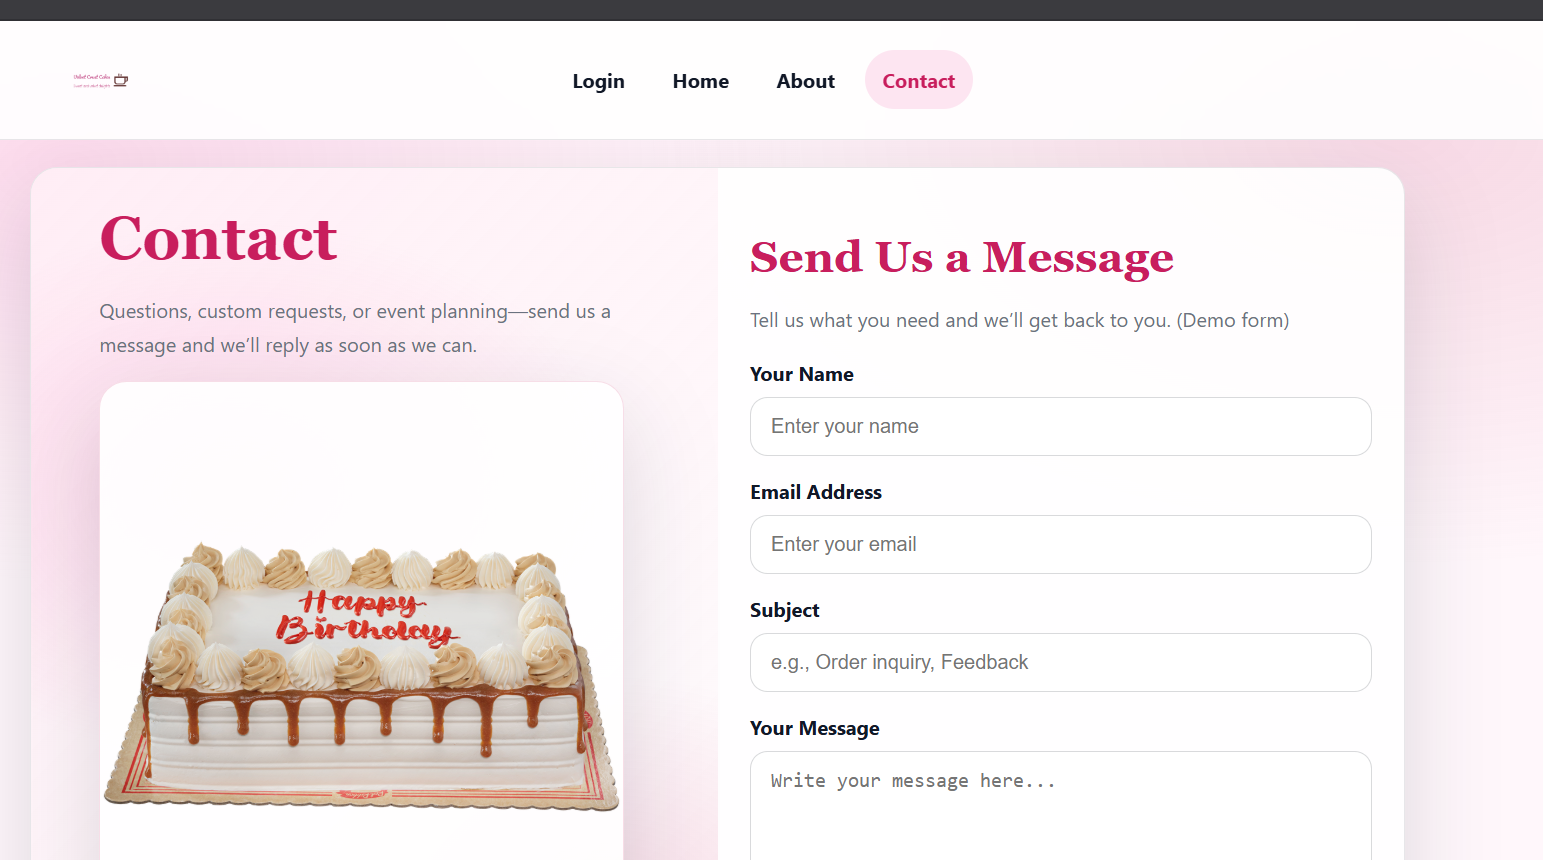 Login
Home
About
Contact
Contact
Questions, custom requests, or event planning—send us a
message and we’ll reply as soon as we can.
Happy
Birthday
Send Us a Message
Tell us what you need and we’ll get back to you. (Demo form)
Your Name
Enter your name
Email Address
Enter your email
Subject
e.g., Order inquiry, Feedback
Your Message
Write your message here...